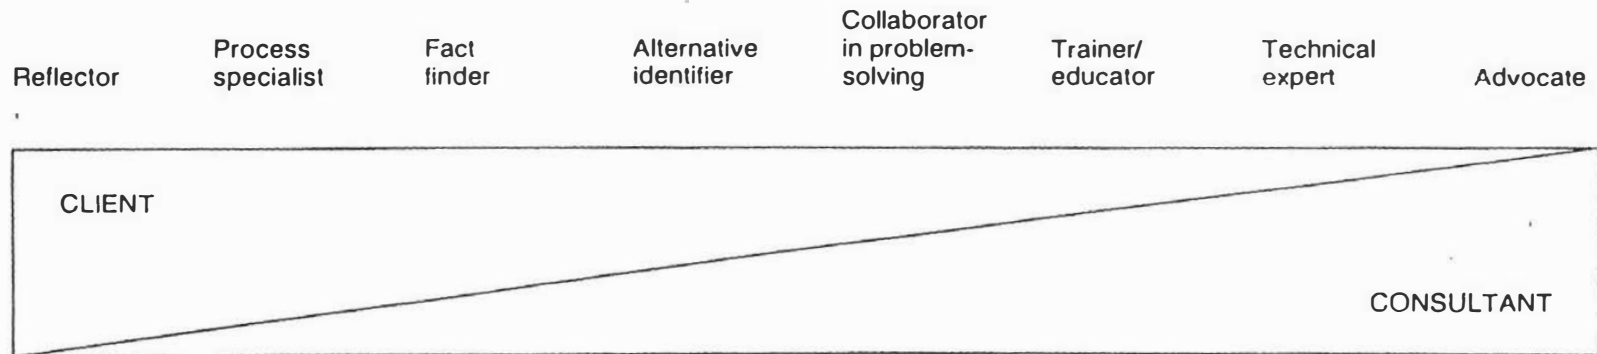 Reflector
Process
specialist
Fact
finder
Alternative
identifier
Collaborator
in problem-
solving
Trainer/
educator
Technical
expert
Advocate
CLIENT
CONSULTANT